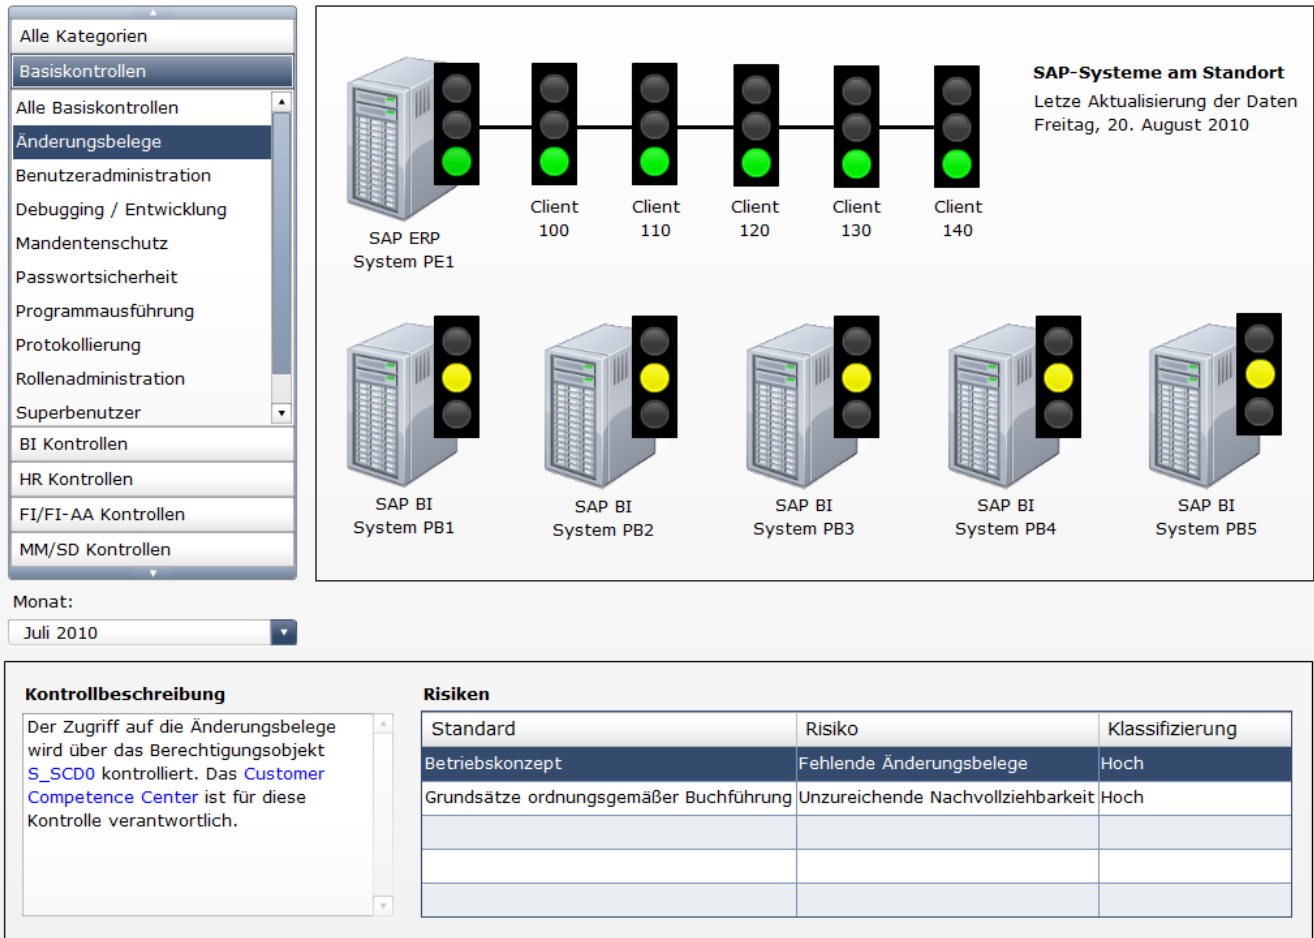 Alle Kategorien
Basiskontrollen
Alle Basiskontrollen
Änderungsbelege
Benutzeradministration
Debugging / Entwicklung
Mandentenschutz
Passwortsicherheit
Programmausführung
Protokollierung
Rollenadministration
Superbenutzer
BI Kontrollen
HR Kontrollen
FI/FI-AA Kontrollen
MM/SD Kontrollen
Monat:
Juli 2010
SAP-Systeme am Standort
Letze Aktualisierung der Daten
Freitag, 20. August 2010
SAP ERP
System PE1
Client
100
Client
110
Client
120
Client
130
Client
140
SAP BI
System PB1
SAP BI
System PB2
SAP BI
System PB3
SAP BI
System PB4
SAP BI
System PB5
Kontrollbeschreibung
Der Zugriff auf die Änderungsbelege
wird über das Berechtigungsobjekt
S_SCD0 kontrolliert. Das Customer
Competence Center ist für diese
Kontrolle verantwortlich.
Risiken
Standard Risiko Klassifizierung
Betriebskonzept Fehlende Änderungsbelege Hoch
Grundsätze ordnungsgemäßer Buchführung Unzureichende Nachvollziehbarkeit Hoch